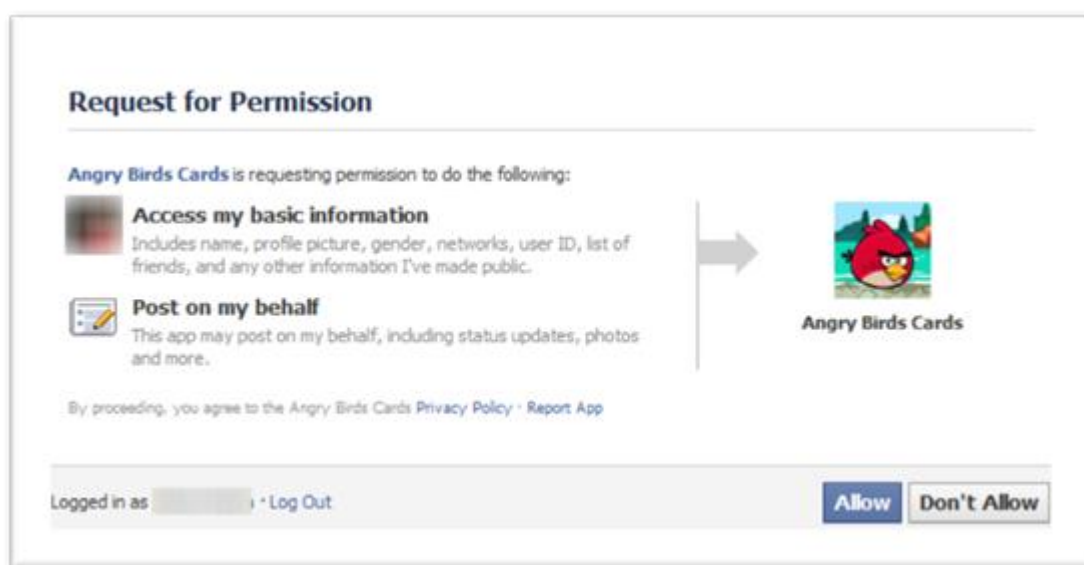 Request for Permission
Angry Birds Cards is requesting permission to do the following:
Access my basic information
Includes name, profile picture, gender, networks, user ID, list of
friends, and any other information I've made public.
Post on my behalf
This app may post on my behalf, including status updates, photos
and more.
Angry Birds Cards
By proceeding, you agree to the Angry Birds Cards Privacy Policy · Report App
Logged in as · Log Out
Allow Don't Allow